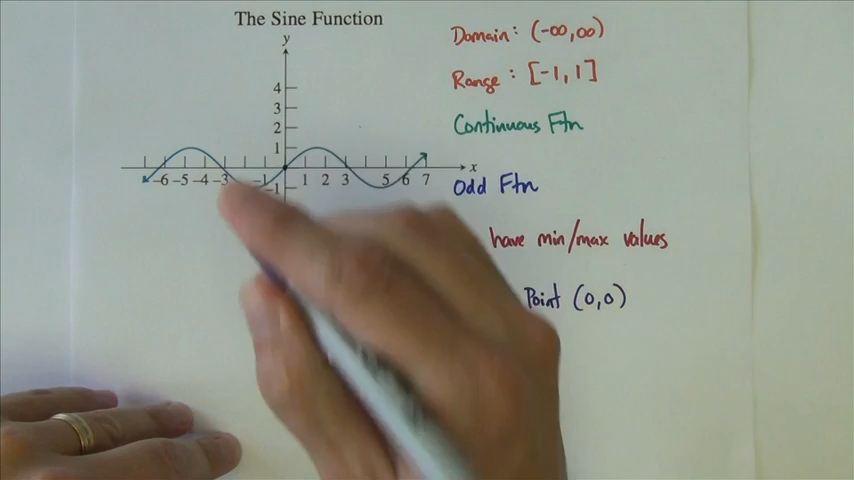 The Sine Function
y
Domain: (-∞,∞)
Range: [-1,1]
4
3
2
1
Continuous Ftn
x
-6 -5 -4 -3 -1 1 2 3 5 6 7
-1
Odd Ftn
have min/max values
Point (0,0)